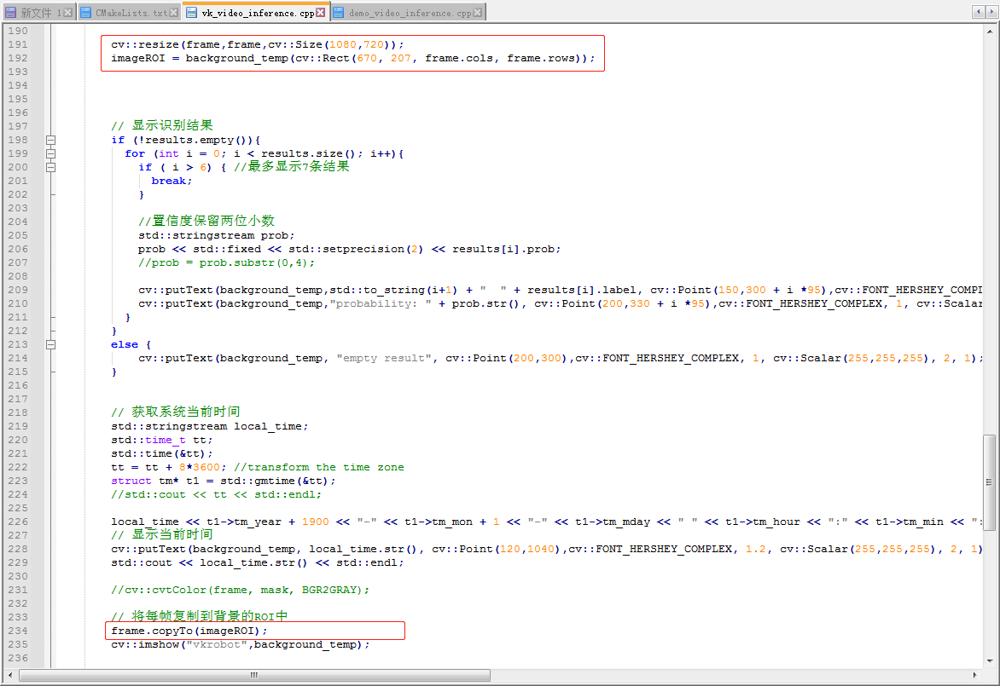 新文件 1 CMakeLists.txt vk_video_inference.cpp demo_video_inference.cpp
190
191 cv::resize(frame,frame,cv::Size(1080,720));
192 imageROI = background_temp(cv::Rect(670, 207, frame.cols, frame.rows));
193
194
195
196
197 // 显示识别结果
198 if (!results.empty()){
199 for (int i = 0; i < results.size(); i++){
200 if ( i > 6) { //最多显示7条结果
201 break;
202 }
203
204 //置信度保留两位小数
205 std::stringstream prob;
206 prob << std::fixed << std::setprecision(2) << results[i].prob;
207 //prob = prob.substr(0,4);
208
209 cv::putText(background_temp,std::to_string(i+1) + "  " + results[i].label, cv::Point(150,300 + i *95),cv::FONT_HERSHEY_COMPL
210 cv::putText(background_temp,"probability: " + prob.str(), cv::Point(200,330 + i *95),cv::FONT_HERSHEY_COMPLEX, 1, cv::Scalar
211 }
212 }
213 else {
214 cv::putText(background_temp, "empty result", cv::Point(200,300),cv::FONT_HERSHEY_COMPLEX, 1, cv::Scalar(255,255,255), 2, 1);
215 }
216
217
218 // 获取系统当前时间
219 std::stringstream local_time;
220 std::time_t tt;
221 std::time(&tt);
222 tt = tt + 8*3600; //transform the time zone
223 struct tm* t1 = std::gmtime(&tt);
224 //std::cout << tt << std::endl;
225
226 local_time << t1->tm_year + 1900 << "-" << t1->tm_mon + 1 << "-" << t1->tm_mday << " " << t1->tm_hour << ":" << t1->tm_min << ":
227 // 显示当前时间
228 cv::putText(background_temp, local_time.str(), cv::Point(120,1040),cv::FONT_HERSHEY_COMPLEX, 1.2, cv::Scalar(255,255,255), 2, 1)
229 std::cout << local_time.str() << std::endl;
230
231 //cv::cvtColor(frame, mask, BGR2GRAY);
232
233 // 将每帧复制到背景的ROI中
234 frame.copyTo(imageROI);
235 cv::imshow("vkrobot",background_temp);
236